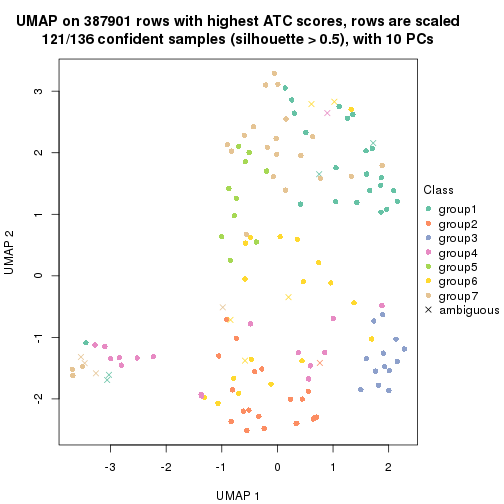 UMAP on 387901 rows with highest ATC scores, rows are scaled
121/136 confident samples (silhouette > 0.5), with 10 PCs
3
2
1
0
-1
-2
UMAP 2
-3
-2
-1
0
1
2
UMAP 1
Class
group1
group2
group3
group4
group5
group6
group7
ambiguous